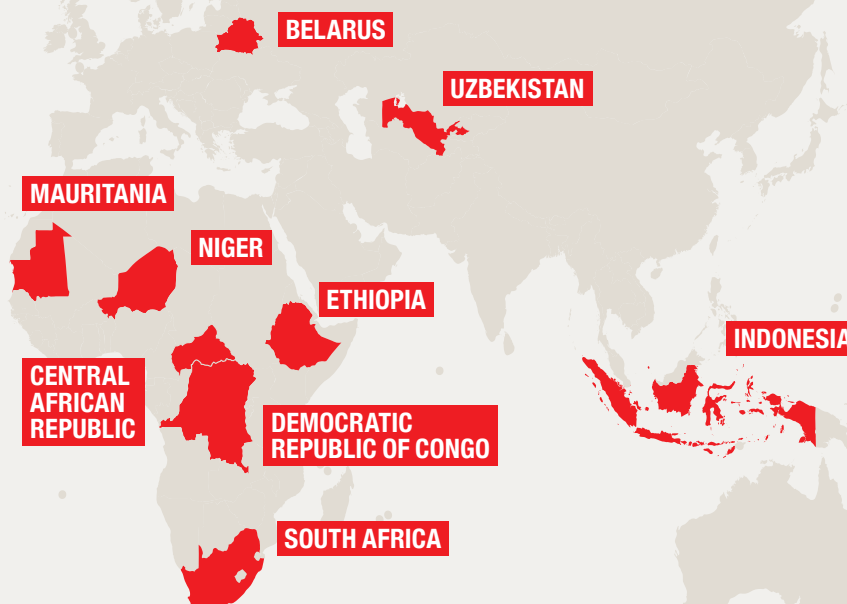 BELARUS
UZBEKISTAN
MAURITANIA
NIGER
ETHIOPIA
INDONESIA
CENTRAL
AFRICAN
REPUBLIC
DEMOCRATIC
REPUBLIC OF CONGO
SOUTH AFRICA